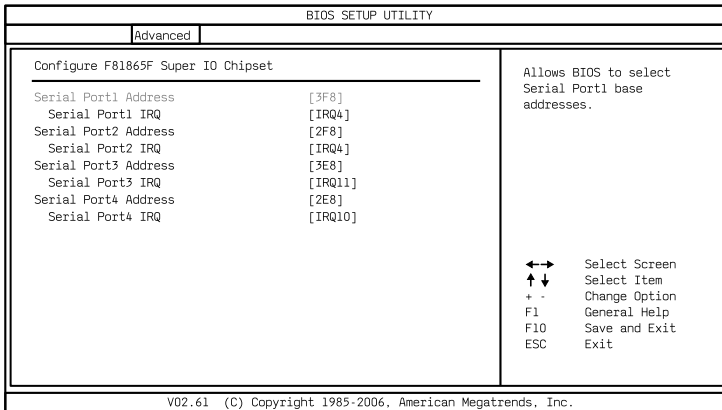 BIOS SETUP UTILITY
Advanced
Configure F81865F Super IO Chipset
Serial Port1 Address [3F8]
Serial Port1 IRQ [IRQ4]
Serial Port2 Address [2F8]
Serial Port2 IRQ [IRQ4]
Serial Port3 Address [3E8]
Serial Port3 IRQ [IRQ11]
Serial Port4 Address [2E8]
Serial Port4 IRQ [IRQ10]
Allows BIOS to select
Serial Port1 base
addresses.
←→ Select Screen
↑↓ Select Item
+ - Change Option
F1 General Help
F10 Save and Exit
ESC Exit
V02.61 (C) Copyright 1985-2006, American Megatrends, Inc.